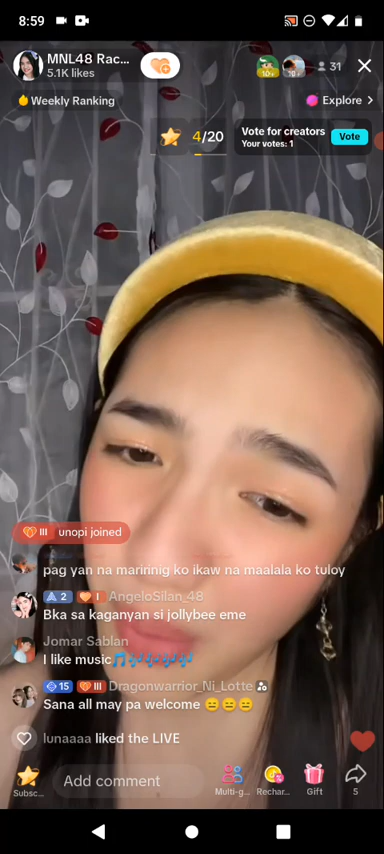 8:59
MNL48 Rac...
5.1K likes
31
Weekly Ranking
Explore >
4/20
Vote for creators
Your votes: 1
Vote
III unopi joined
pag yan na maririnig ko ikaw na maalala ko tuloy
2 I AngeloSilan_48
Bka sa kaganyan si jollybee eme
Jomar Sablan
I like music🎵🎶🎶🎶🎶
15 III Dragonwarrior_Ni_Lotte
Sana all may pa welcome 😑😑😑
lunaaaa liked the LIVE
Subsc...
Add comment
Multi-g...
Rechar...
Gift
5